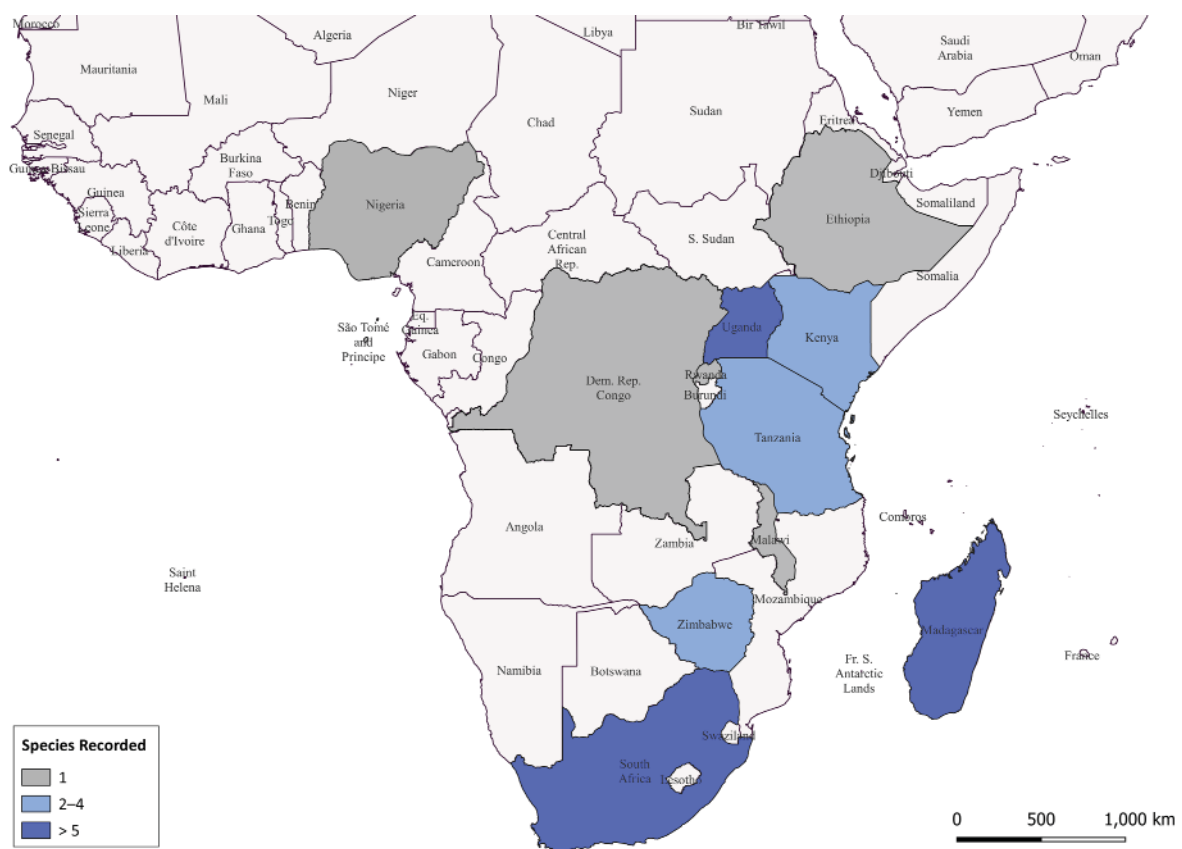 Morocco
Algeria
Libya
Bir Tawil
Saudi
Arabia
Oman
Mauritania
Mali
Niger
Chad
Sudan
Eritrea
Yemen
Senegal
Guinea Bissau
Burkina
Faso
Djibouti
Guinea
Sierra
Leone
Liberia
Côte
d'Ivoire
Ghana
Togo
Benin
Nigeria
Ethiopia
Somaliland
Central
African
Rep.
S. Sudan
Cameroon
Somalia
São Tomé
and
Principe
Eq.
Guinea
Gabon
Congo
Uganda
Kenya
Dem. Rep.
Congo
Rwanda
Burundi
Tanzania
Seychelles
Angola
Zambia
Malawi
Comoros
Saint
Helena
Mozambique
Zimbabwe
Madagascar
Namibia
Botswana
Fr. S.
Antarctic
Lands
France
Swaziland
South
Africa
Lesotho
Species Recorded
1
2–4
> 5
0 500 1,000 km